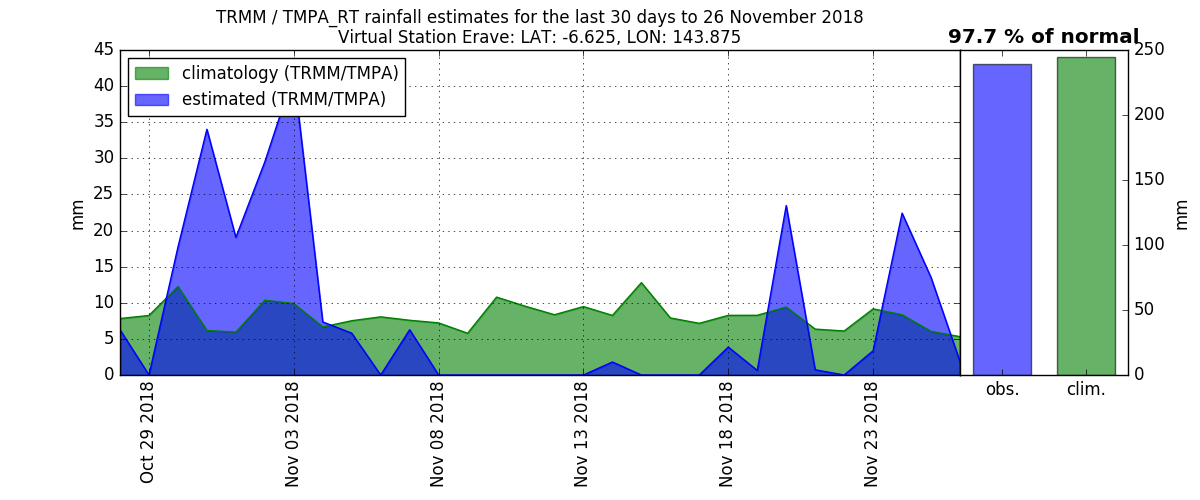 TRMM / TMPA_RT rainfall estimates for the last 30 days to 26 November 2018
Virtual Station Erave: LAT: -6.625, LON: 143.875
97.7 % of normal
climatology (TRMM/TMPA)
estimated (TRMM/TMPA)
mm
45
40
35
30
25
20
15
10
5
0
Oct 29 2018
Nov 03 2018
Nov 08 2018
Nov 13 2018
Nov 18 2018
Nov 23 2018
250
200
150
100
50
0
mm
obs.
clim.